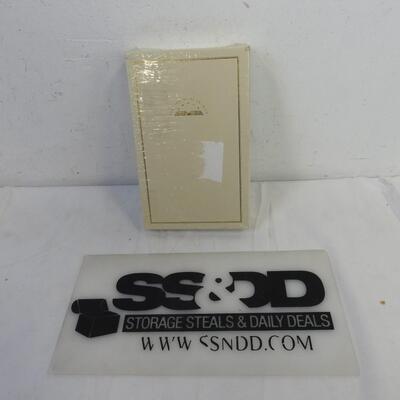 SS&DD
STORAGE STEALS & DAILY DEALS
WWW.SSNDD.COM